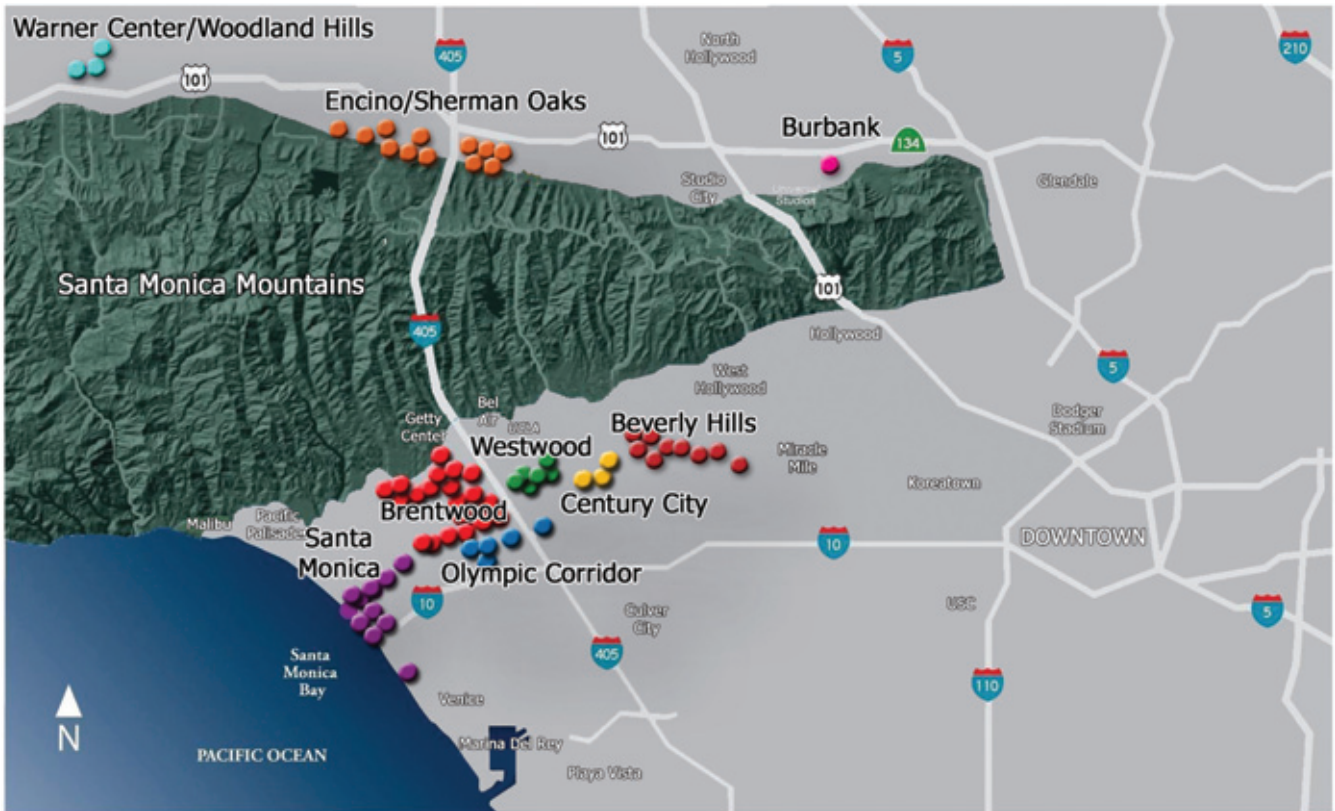 Warner Center/Woodland Hills
405
North
Hollywood
5
210
101
Encino/Sherman Oaks
101
Burbank
134
Studio
City
Universal
Studios
Glendale
Santa Monica Mountains
101
405
Hollywood
5
West
Hollywood
Bel
Air
Getty
Center
UCLA
Beverly Hills
Dodger
Stadium
Westwood
Miracle
Mile
Koreatown
Century City
Brentwood
Malibu
Pacific
Palisades
Santa
Monica
Olympic Corridor
10
DOWNTOWN
10
USC
5
Culver
City
405
110
Santa
Monica
Bay
Venice
N
PACIFIC OCEAN
Marina Del Rey
Playa Vista